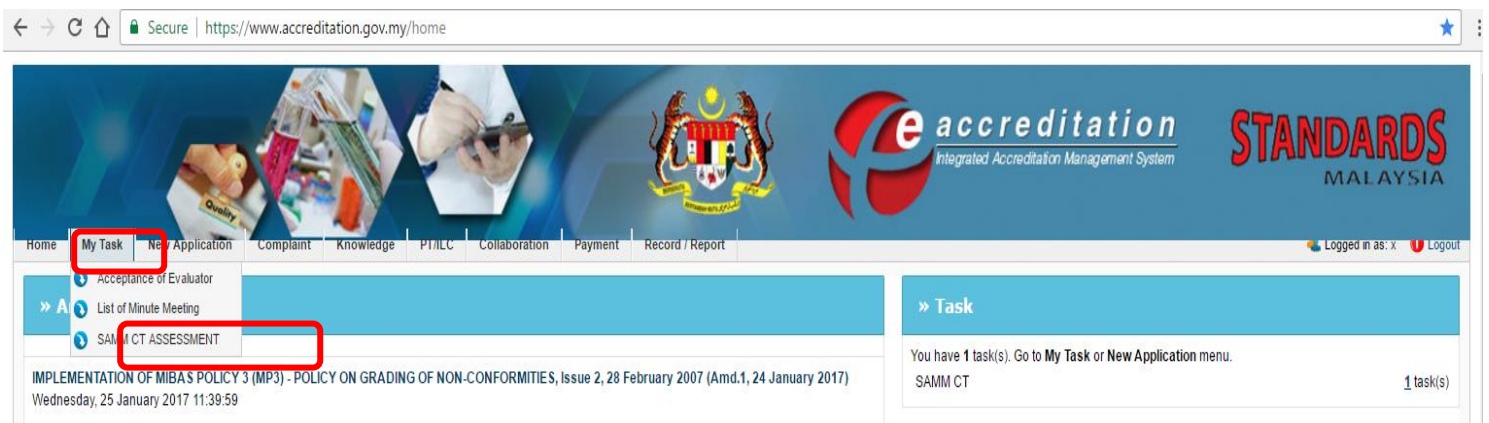 Secure | https://www.accreditation.gov.my/home
Quality
e accreditation
Integrated Accreditation Management System
STANDARDS
MALAYSIA
Home My Task New Application Complaint Knowledge PT/ILC Collaboration Payment Record / Report
Logged in as: x Logout
Acceptance of Evaluator
List of Minute Meeting
SAMM CT ASSESSMENT
IMPLEMENTATION OF MIBAS POLICY 3 (MP3) - POLICY ON GRADING OF NON-CONFORMITIES, Issue 2, 28 February 2007 (Amd.1, 24 January 2017)
Wednesday, 25 January 2017 11:39:59
» Task
You have 1 task(s). Go to My Task or New Application menu.
SAMM CT 1 task(s)